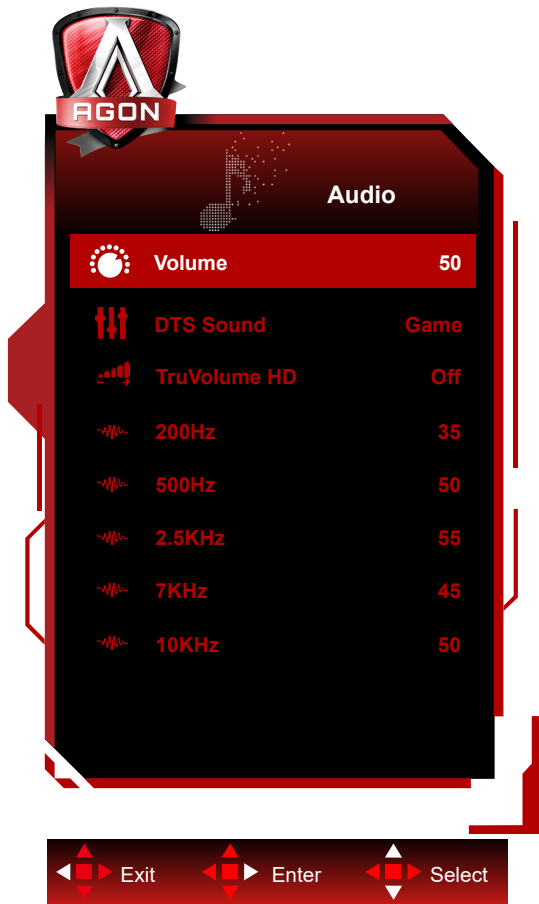 AGON
Audio
Volume 50
DTS Sound Game
TruVolume HD Off
200Hz 35
500Hz 50
2.5KHz 55
7KHz 45
10KHz 50
Exit Enter Select